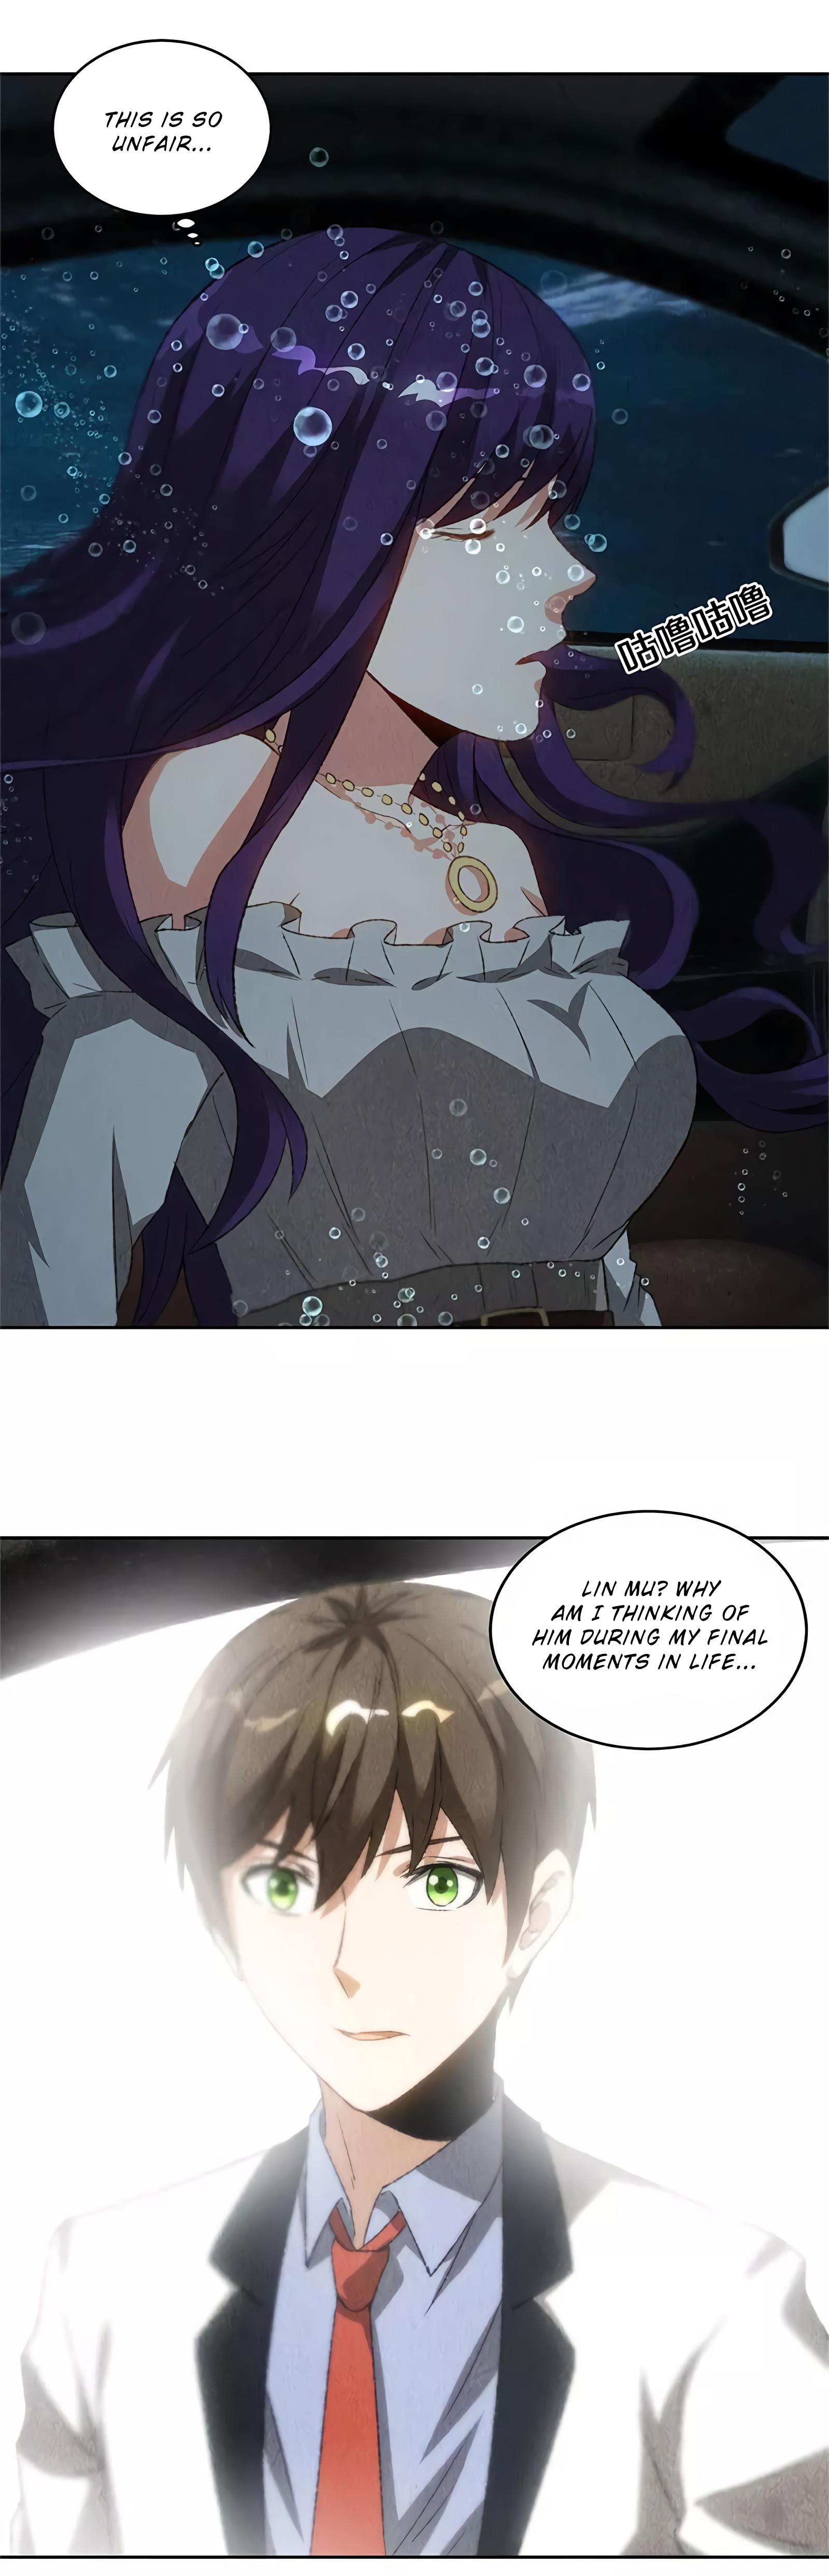 THIS IS SO
UNFAIR...
咕噜咕噜
LIN MU? WHY
AM I THINKING OF
HIM DURING MY FINAL
MOMENTS IN LIFE...